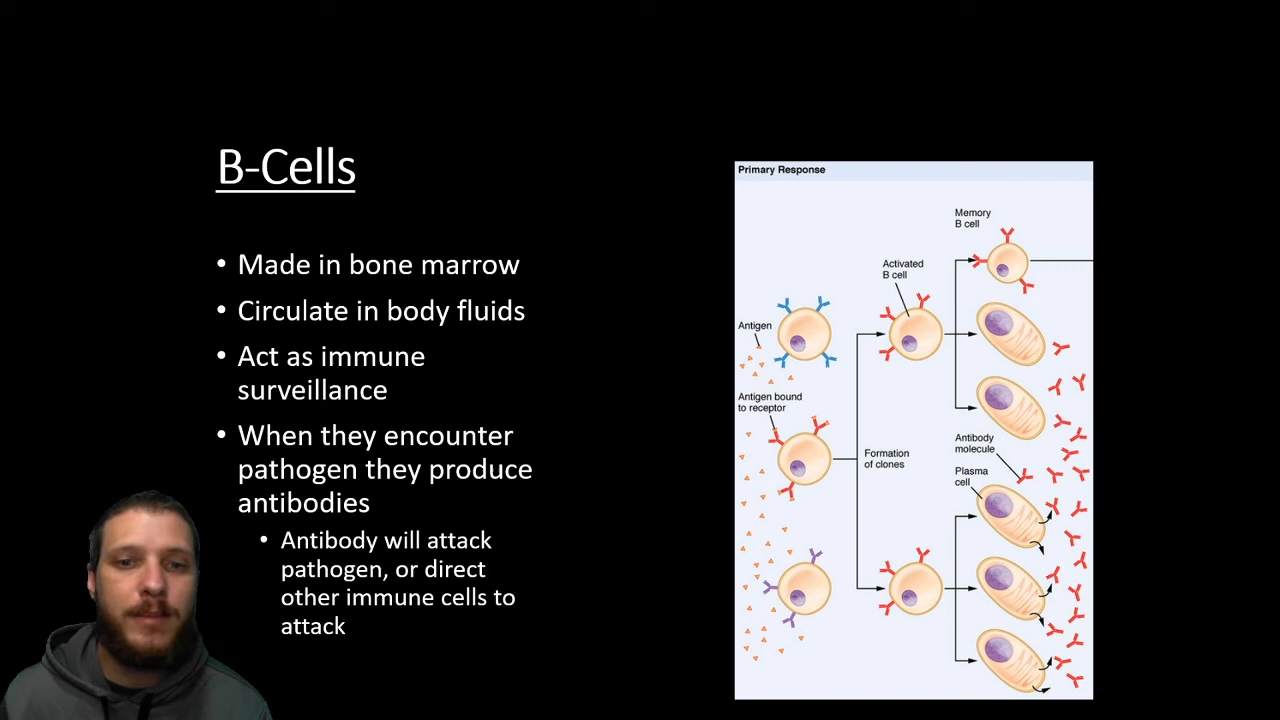 B-Cells
• Made in bone marrow
• Circulate in body fluids
• Act as immune
surveillance
• When they encounter
pathogen they produce
antibodies
• Antibody will attack
pathogen, or direct
other immune cells to
attack
Primary Response
Memory
B cell
Activated
B cell
Antigen
Antigen bound
to receptor
Formation
of clones
Antibody
molecule
Plasma
cell